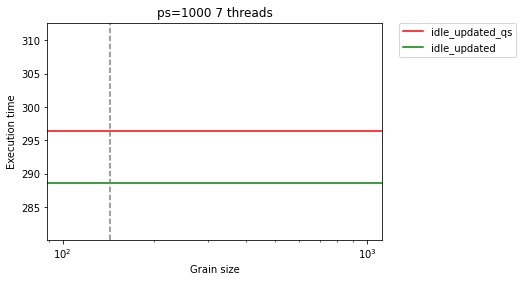 ps=1000 7 threads
idle_updated_qs
idle_updated
310
305
300
295
290
285
Execution time
10²
10³
Grain size